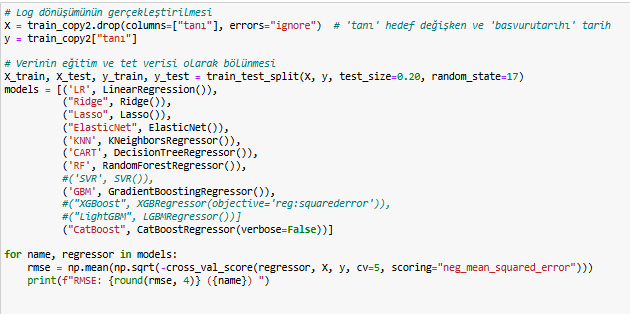 # Log dönüşümünün gerçekleştirilmesi
X = train_copy2.drop(columns=["tanı"], errors="ignore")  # 'tanı' hedef değişken ve 'basvurutarıhı' tarih
y = train_copy2["tanı"]

# Verinin eğitim ve tet verisi olarak bölünmesi
X_train, X_test, y_train, y_test = train_test_split(X, y, test_size=0.20, random_state=17)
models = [('LR', LinearRegression()),
          ("Ridge", Ridge()),
          ("Lasso", Lasso()),
          ("ElasticNet", ElasticNet()),
          ('KNN', KNeighborsRegressor()),
          ('CART', DecisionTreeRegressor()),
          ('RF', RandomForestRegressor()),
          #('SVR', SVR()),
          ('GBM', GradientBoostingRegressor()),
          #("XGBoost", XGBRegressor(objective='reg:squarederror')),
          #("LightGBM", LGBMRegressor())]
          ("CatBoost", CatBoostRegressor(verbose=False))]

for name, regressor in models:
    rmse = np.mean(np.sqrt(-cross_val_score(regressor, X, y, cv=5, scoring="neg_mean_squared_error")))
    print(f"RMSE: {round(rmse, 4)} ({name}) ")